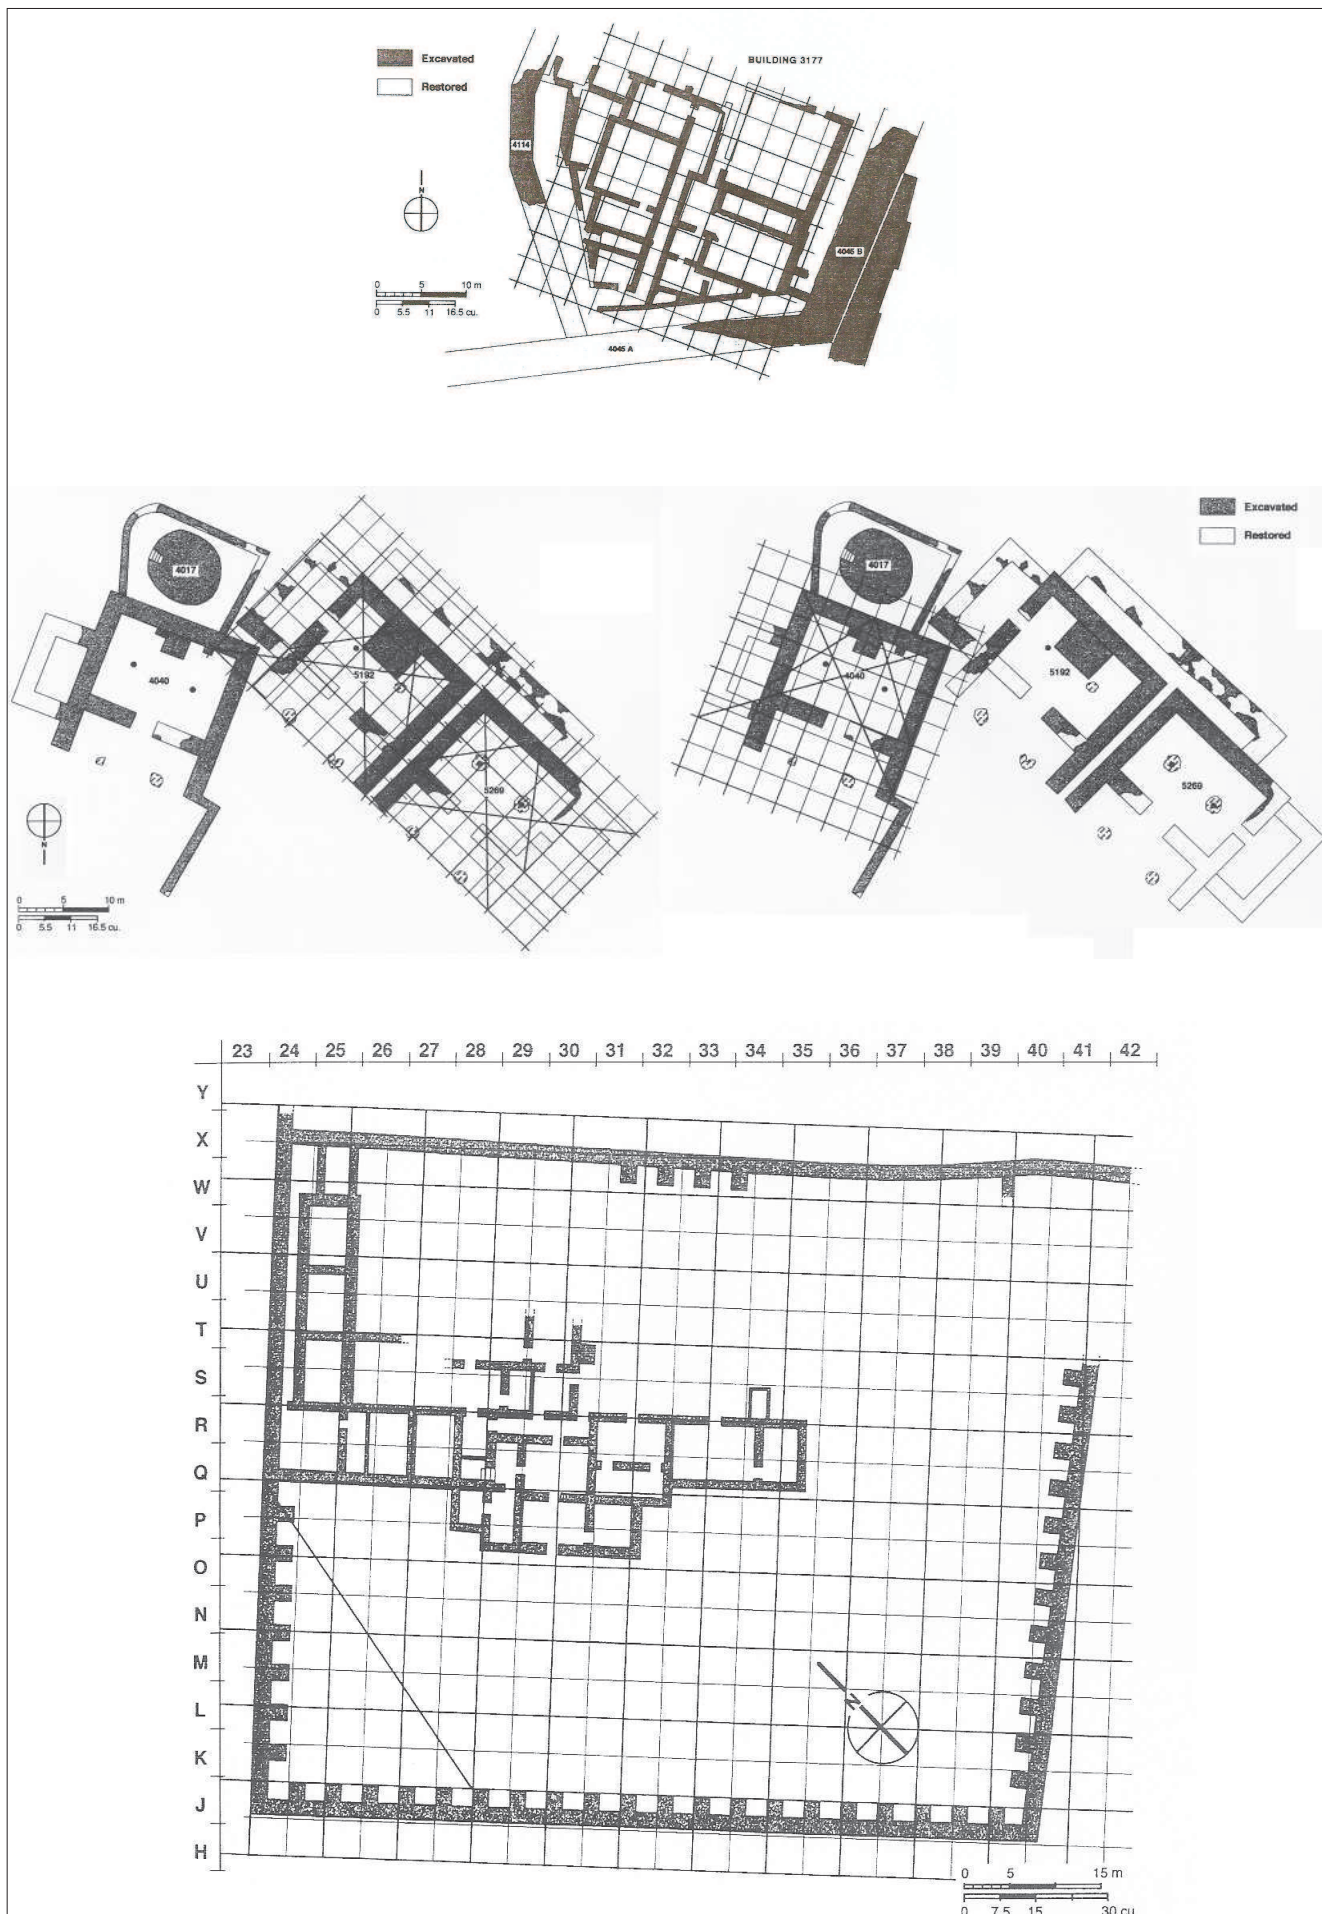 Excavated
Restored
BUILDING 3177
4114
N
4045 B
0 5 10 m
0 5.5 11 16.5 cu.
4045 A
4017
4040
5192
5269
N
0 5 10 m
0 5.5 11 16.5 cu.
Excavated
Restored
4017
4040
5192
5269
23 24 25 26 27 28 29 30 31 32 33 34 35 36 37 38 39 40 41 42
Y
X
W
V
U
T
S
R
Q
P
O
N
M
L
K
J
H
N
0 5 15 m
0 7.5 15 30 cu.